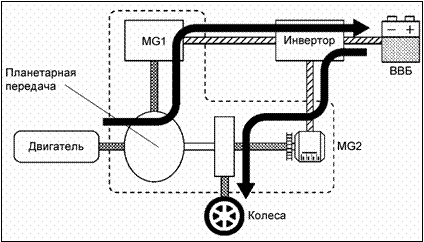 MG1
Инвертор
ВВБ
Планетарная
передача
Двигатель
MG2
Колеса